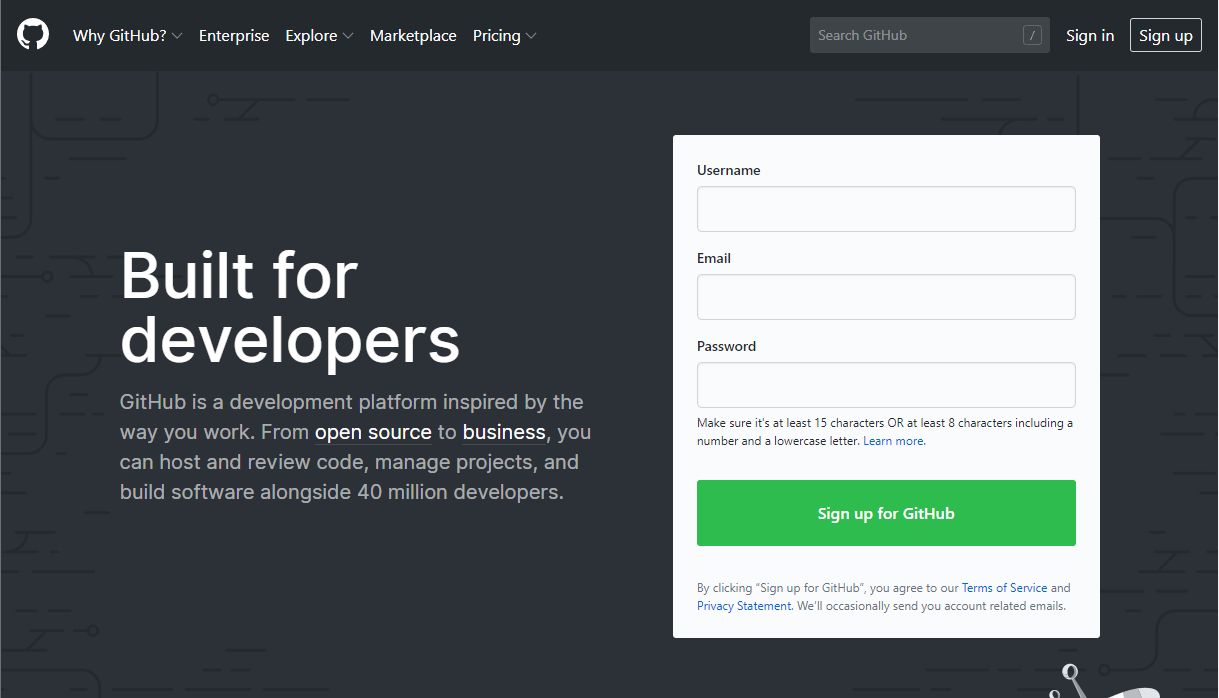 Why GitHub? Enterprise Explore Marketplace Pricing Search GitHub / Sign in Sign up
Built for
developers
GitHub is a development platform inspired by the
way you work. From open source to business, you
can host and review code, manage projects, and
build software alongside 40 million developers.
Username
Email
Password
Make sure it's at least 15 characters OR at least 8 characters including a
number and a lowercase letter. Learn more.
Sign up for GitHub
By clicking “Sign up for GitHub”, you agree to our Terms of Service and
Privacy Statement. We’ll occasionally send you account related emails.